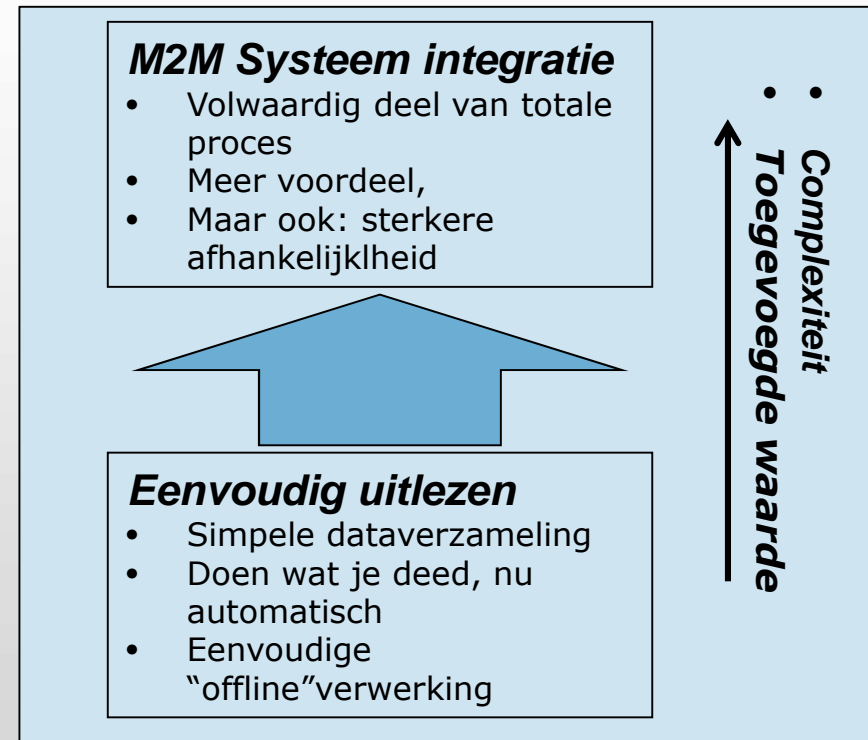 M2M Systeem integratie
• Volwaardig deel van totale
proces
• Meer voordeel,
• Maar ook: sterkere
afhankelijklheid
Eenvoudig uitlezen
• Simpele dataverzameling
• Doen wat je deed, nu
automatisch
• Eenvoudige
“offline”verwerking
• Complexiteit
• Toegevoegde waarde